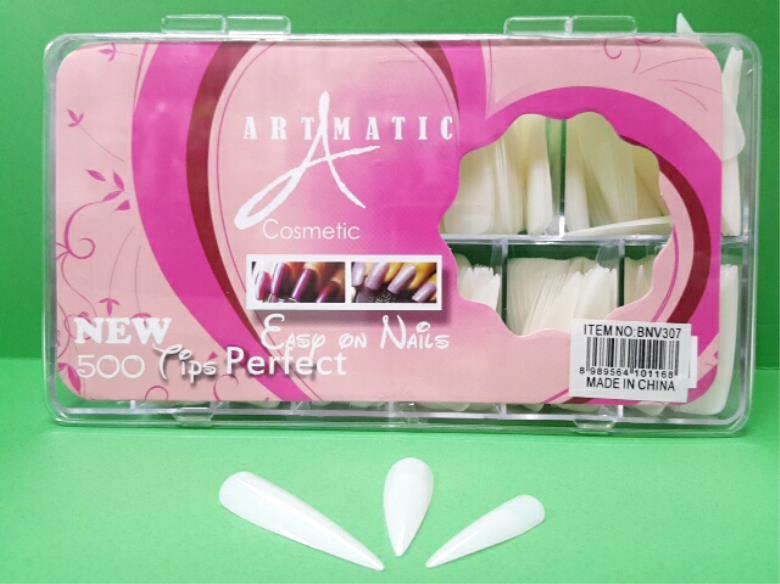 ARTMATIC
Cosmetic
EASY ON NAILS
NEW
500 Tips Perfect
ITEM NO:BNV307
8 989564 101168
MADE IN CHINA